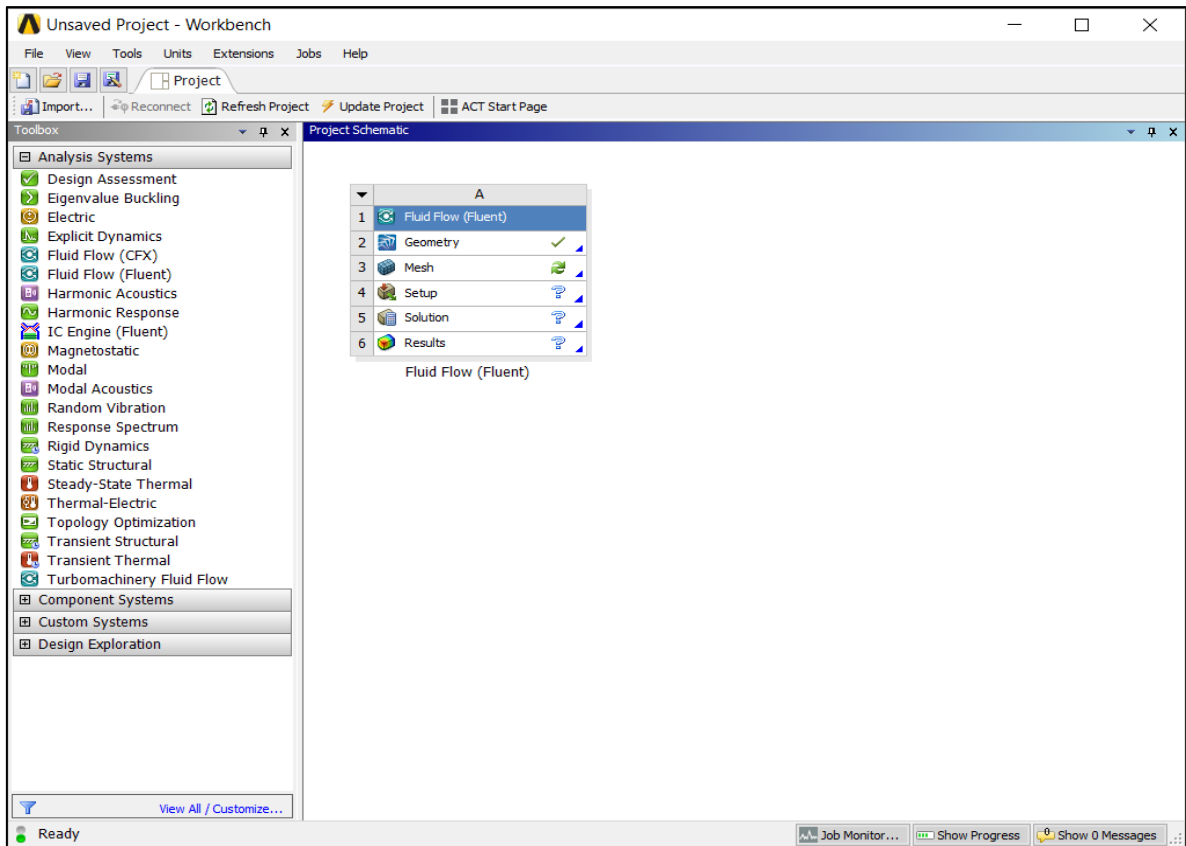 Unsaved Project - Workbench
File View Tools Units Extensions Jobs Help
Project
Import... Reconnect Refresh Project Update Project ACT Start Page
Toolbox
Project Schematic
Analysis Systems
Design Assessment
Eigenvalue Buckling
Electric
Explicit Dynamics
Fluid Flow (CFX)
Fluid Flow (Fluent)
Harmonic Acoustics
Harmonic Response
IC Engine (Fluent)
Magnetostatic
Modal
Modal Acoustics
Random Vibration
Response Spectrum
Rigid Dynamics
Static Structural
Steady-State Thermal
Thermal-Electric
Topology Optimization
Transient Structural
Transient Thermal
Turbomachinery Fluid Flow
Component Systems
Custom Systems
Design Exploration
View All / Customize...
A
1 Fluid Flow (Fluent)
2 Geometry
3 Mesh
4 Setup ?
5 Solution ?
6 Results ?
Fluid Flow (Fluent)
Ready
Job Monitor... Show Progress 0 Show 0 Messages